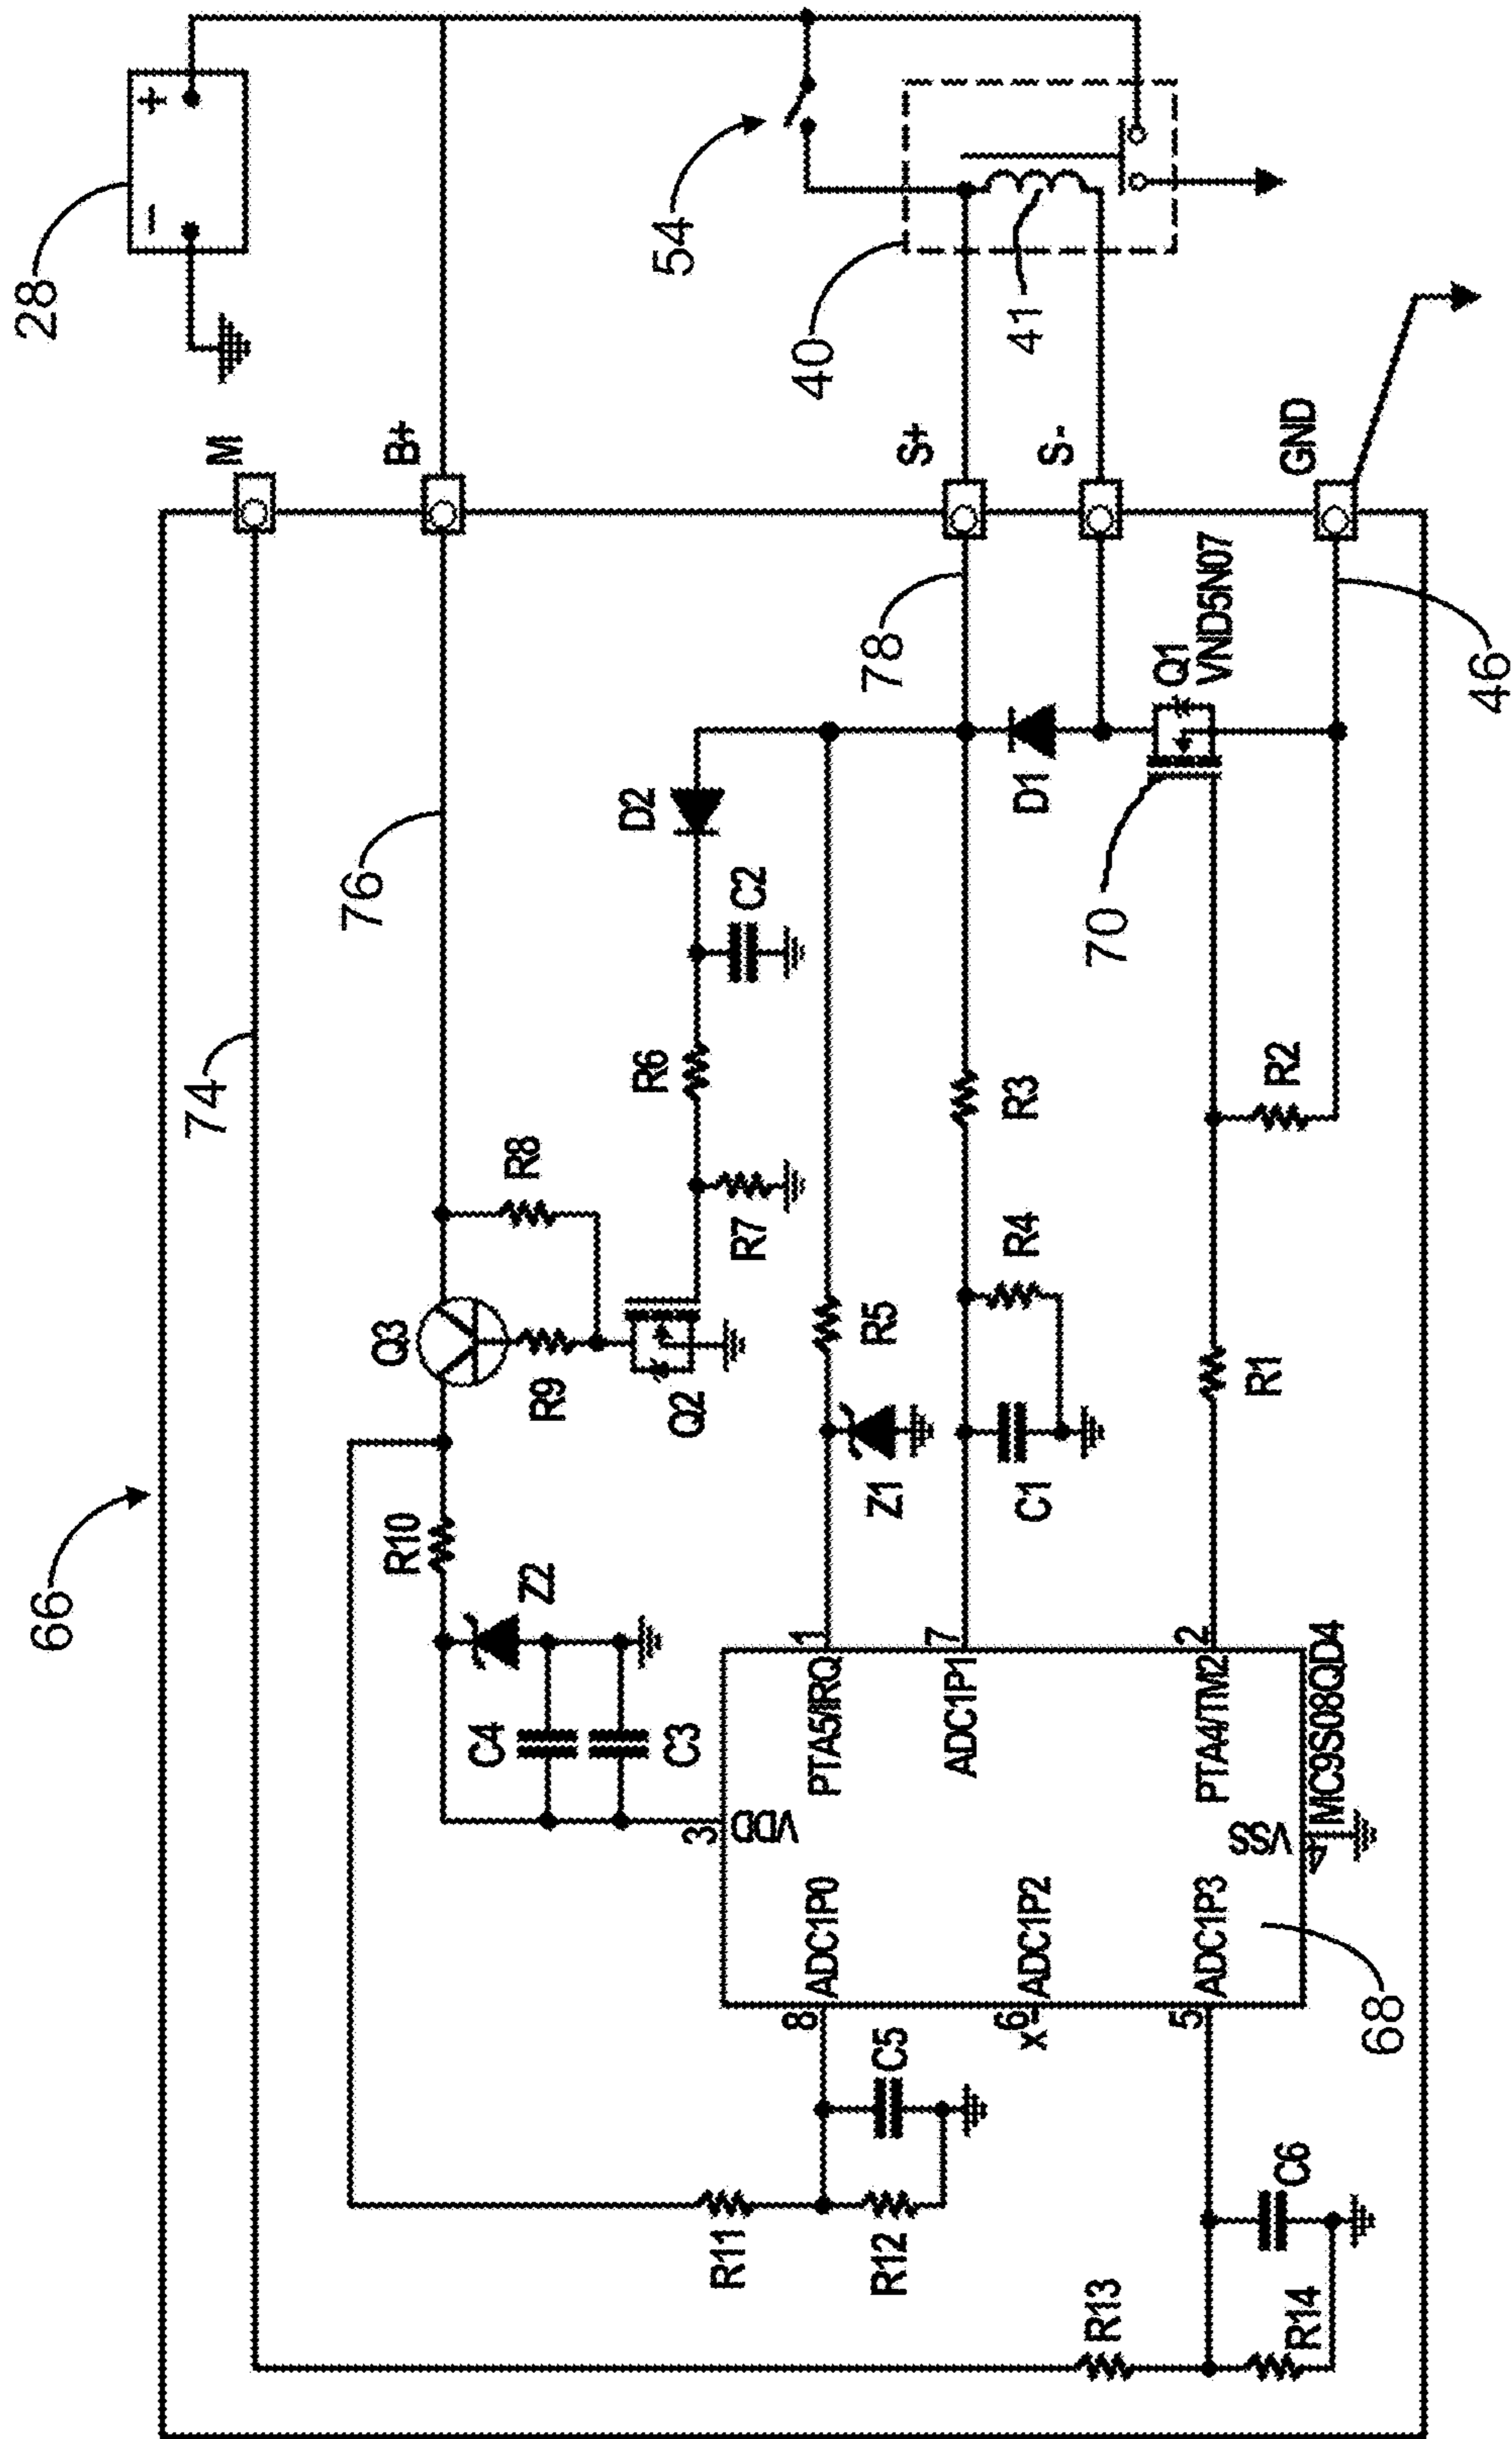 66
28
M
74
B+
76
Q3
R8
R9
Q2
R10
Z2
C4
C3
R6
D2
C2
R7
54
40
41
S+
S-
GND
78
R5
Z1
R3
R4
C1
D1
Q1
VND5N07
70
R1
R2
46
3
VDD
8
ADC1P0
PTA5/IRQ
1
6
x
ADC1P2
ADC1P1
7
5
ADC1P3
PTA4/TM2
2
VSS
MC9S08QD4
68
R11
R12
C5
R13
R14
C6
+
−